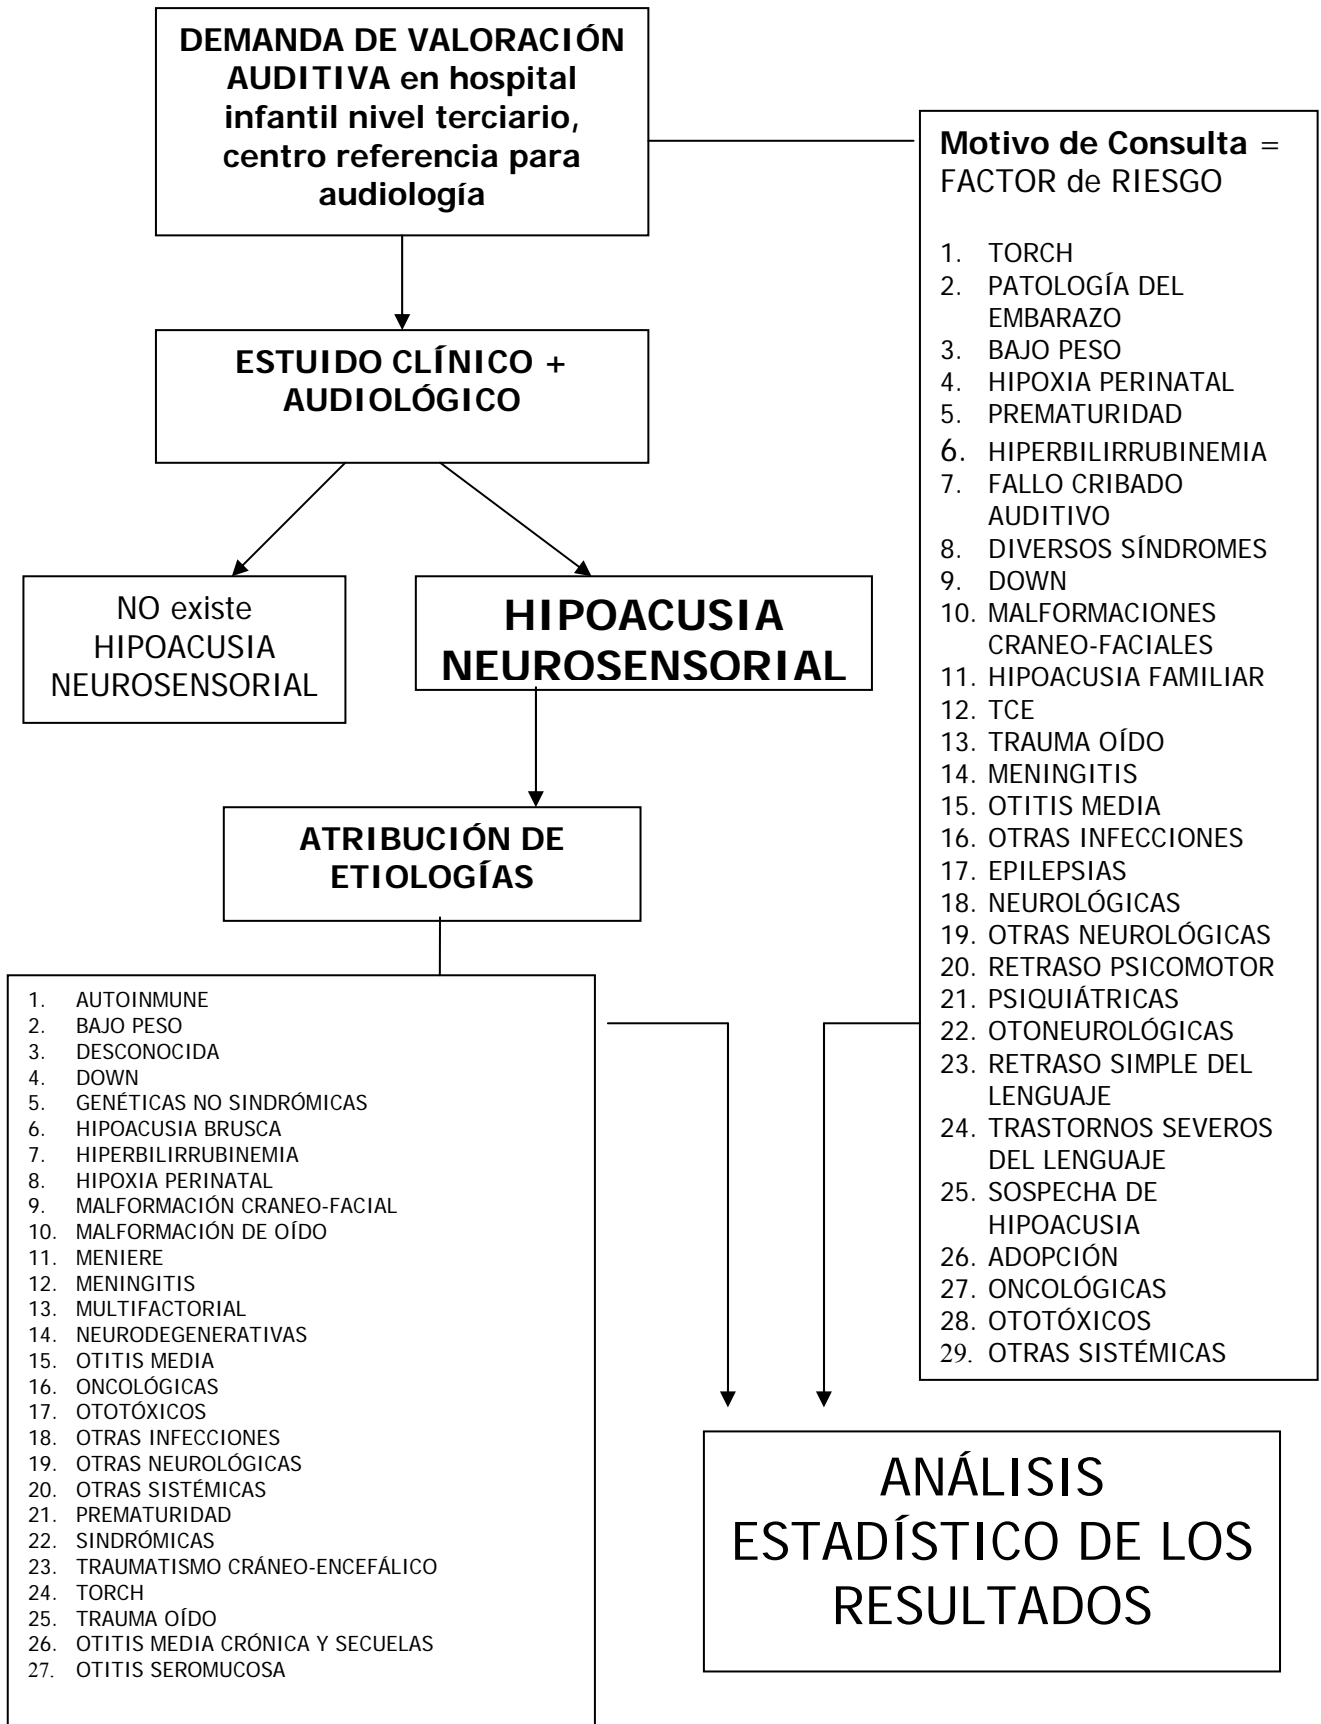 DEMANDA DE VALORACIÓN
AUDITIVA en hospital
infantil nivel terciario,
centro referencia para
audiología
Motivo de Consulta =
FACTOR de RIESGO
1. TORCH
2. PATOLOGÍA DEL
EMBARAZO
3. BAJO PESO
4. HIPOXIA PERINATAL
5. PREMATURIDAD
6. HIPERBILIRRUBINEMIA
7. FALLO CRIBADO
AUDITIVO
8. DIVERSOS SÍNDROMES
9. DOWN
10. MALFORMACIONES
CRANEO-FACIALES
11. HIPOACUSIA FAMILIAR
12. TCE
13. TRAUMA OÍDO
14. MENINGITIS
15. OTITIS MEDIA
16. OTRAS INFECCIONES
17. EPILEPSIAS
18. NEUROLÓGICAS
19. OTRAS NEUROLÓGICAS
20. RETRASO PSICOMOTOR
21. PSIQUIÁTRICAS
22. OTONEUROLÓGICAS
23. RETRASO SIMPLE DEL
LENGUAJE
24. TRASTORNOS SEVEROS
DEL LENGUAJE
25. SOSPECHA DE
HIPOACUSIA
26. ADOPCIÓN
27. ONCOLÓGICAS
28. OTOTÓXICOS
29. OTRAS SISTÉMICAS
ESTUIDO CLÍNICO +
AUDIOLÓGICO
NO existe
HIPOACUSIA
NEUROSENSORIAL
HIPOACUSIA
NEUROSENSORIAL
ATRIBUCIÓN DE
ETIOLOGÍAS
1. AUTOINMUNE
2. BAJO PESO
3. DESCONOCIDA
4. DOWN
5. GENÉTICAS NO SINDRÓMICAS
6. HIPOACUSIA BRUSCA
7. HIPERBILIRRUBINEMIA
8. HIPOXIA PERINATAL
9. MALFORMACIÓN CRANEO-FACIAL
10. MALFORMACIÓN DE OÍDO
11. MENIERE
12. MENINGITIS
13. MULTIFACTORIAL
14. NEURODEGENERATIVAS
15. OTITIS MEDIA
16. ONCOLÓGICAS
17. OTOTÓXICOS
18. OTRAS INFECCIONES
19. OTRAS NEUROLÓGICAS
20. OTRAS SISTÉMICAS
21. PREMATURIDAD
22. SINDRÓMICAS
23. TRAUMATISMO CRÁNEO-ENCEFÁLICO
24. TORCH
25. TRAUMA OÍDO
26. OTITIS MEDIA CRÓNICA Y SECUELAS
27. OTITIS SEROMUCOSA
ANÁLISIS
ESTADÍSTICO DE LOS
RESULTADOS